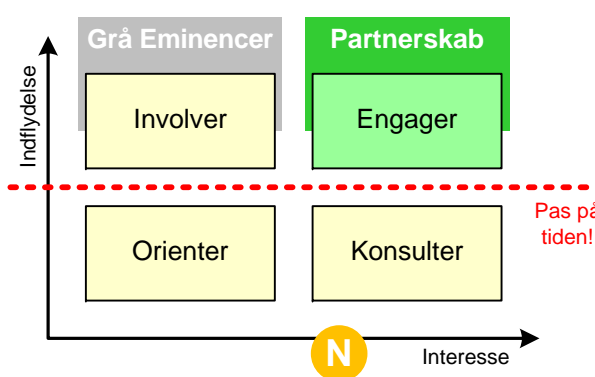 Grå Eminencer
Partnerskab
Indflydelse
Involver
Engager
Pas på
tiden!
Orienter
Konsulter
N
Interesse